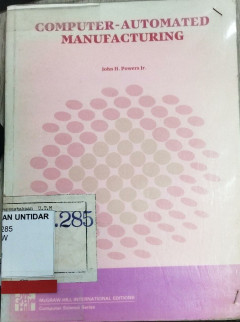 COMPUTER-AUTOMATED
MANUFACTURING
John H. Powers Jr.
U.T.M
AN UNTIDAR
.285
285
W
McGRAW-HILL INTERNATIONAL EDITIONS
Computer Science Series